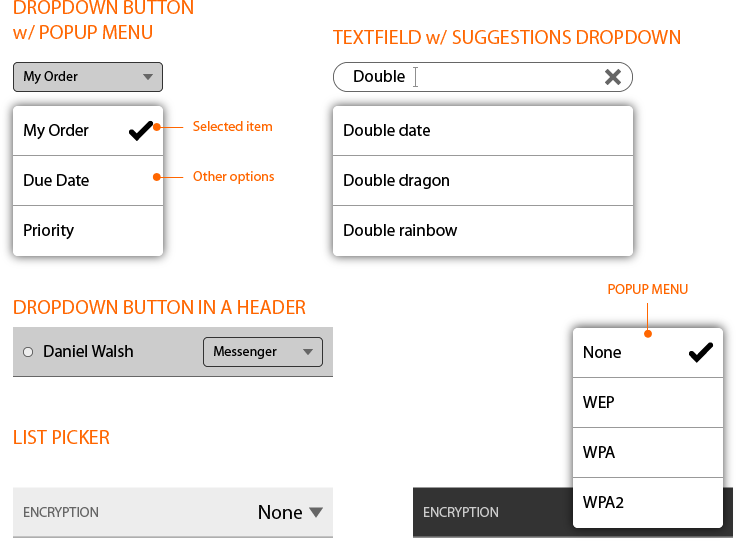 DROPDOWN BUTTON
w/ POPUP MENU
My Order
My Order
Selected item
Due Date
Other options
Priority
TEXTFIELD w/ SUGGESTIONS DROPDOWN
Double
Double date
Double dragon
Double rainbow
DROPDOWN BUTTON IN A HEADER
Daniel Walsh
Messenger
LIST PICKER
ENCRYPTION
None
POPUP MENU
None
WEP
WPA
WPA2
ENCRYPTION